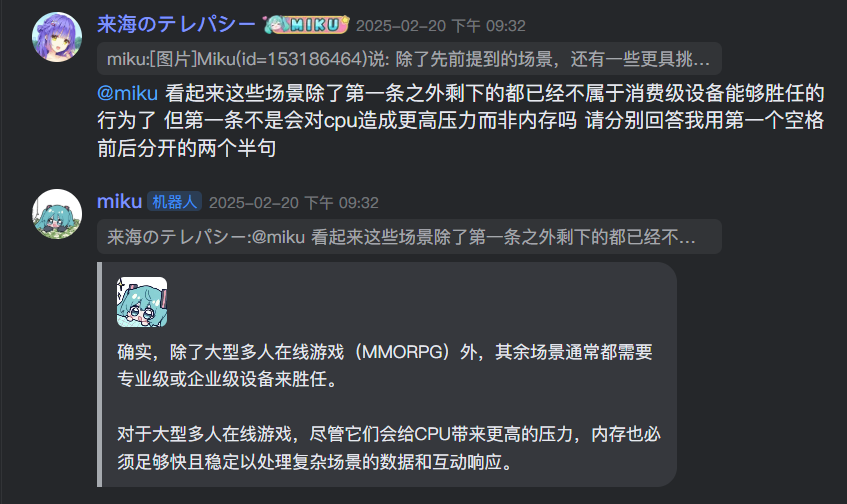 来海のテレパシー MIKU 2025-02-20 下午 09:32
miku:[图片]Miku(id=153186464)说: 除了先前提到的场景，还有一些更具挑...
@miku 看起来这些场景除了第一条之外剩下的都已经不属于消费级设备能够胜任的
行为了 但第一条不是会对cpu造成更高压力而非内存吗 请分别回答我用第一个空格
前后分开的两个半句
miku 机器人 2025-02-20 下午 09:32
来海のテレパシー:@miku 看起来这些场景除了第一条之外剩下的都已经不...
确实，除了大型多人在线游戏（MMORPG）外，其余场景通常都需要
专业级或企业级设备来胜任。
对于大型多人在线游戏，尽管它们会给CPU带来更高的压力，内存也必
须足够快且稳定以处理复杂场景的数据和互动响应。